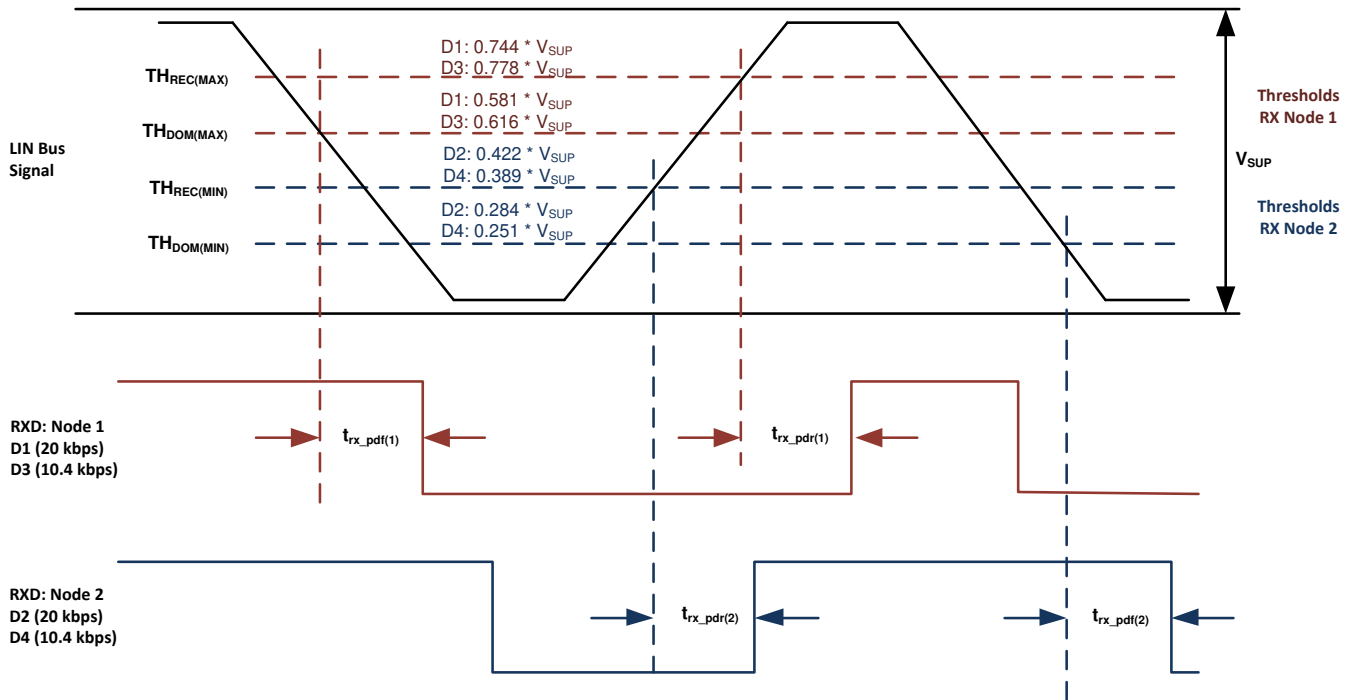 D1: 0.744 * VSUP
D3: 0.778 * VSUP
THREC(MAX)
D1: 0.581 * VSUP
D3: 0.616 * VSUP
THDOM(MAX)
Thresholds
RX Node 1
LIN Bus
Signal
D2: 0.422 * VSUP
D4: 0.389 * VSUP
THREC(MIN)
VSUP
D2: 0.284 * VSUP
D4: 0.251 * VSUP
THDOM(MIN)
Thresholds
RX Node 2
RXD: Node 1
D1 (20 kbps)
D3 (10.4 kbps)
trx_pdf(1)
trx_pdr(1)
RXD: Node 2
D2 (20 kbps)
D4 (10.4 kbps)
trx_pdr(2)
trx_pdf(2)